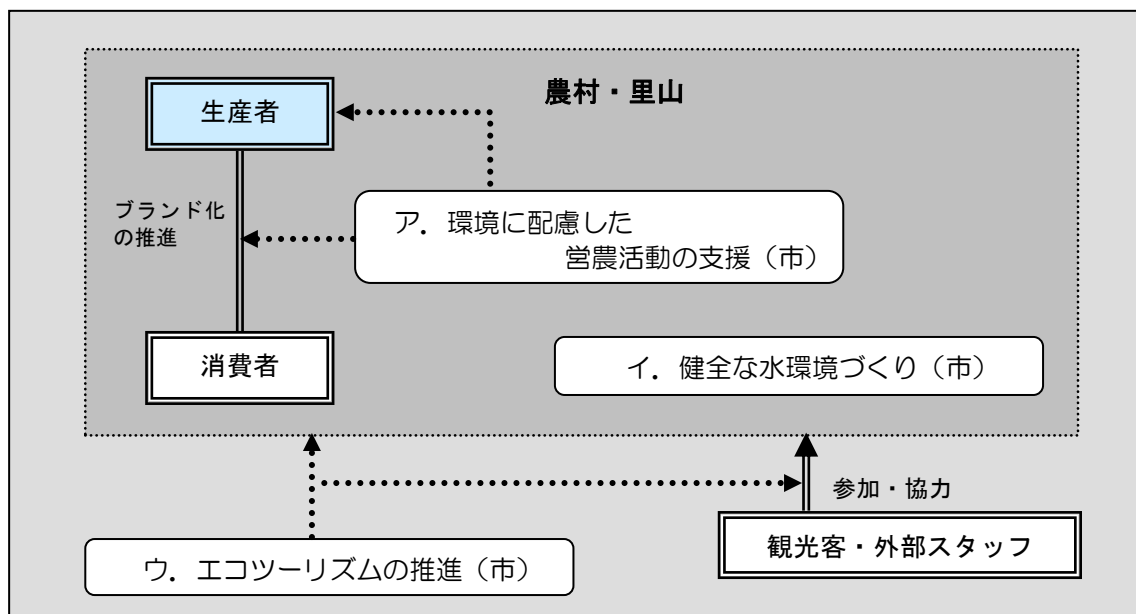 農村・里山
生産者
ブランド化
の推進
ア．環境に配慮した
営農活動の支援（市）
消費者
イ．健全な水環境づくり（市）
参加・協力
観光客・外部スタッフ
ウ．エコツーリズムの推進（市）